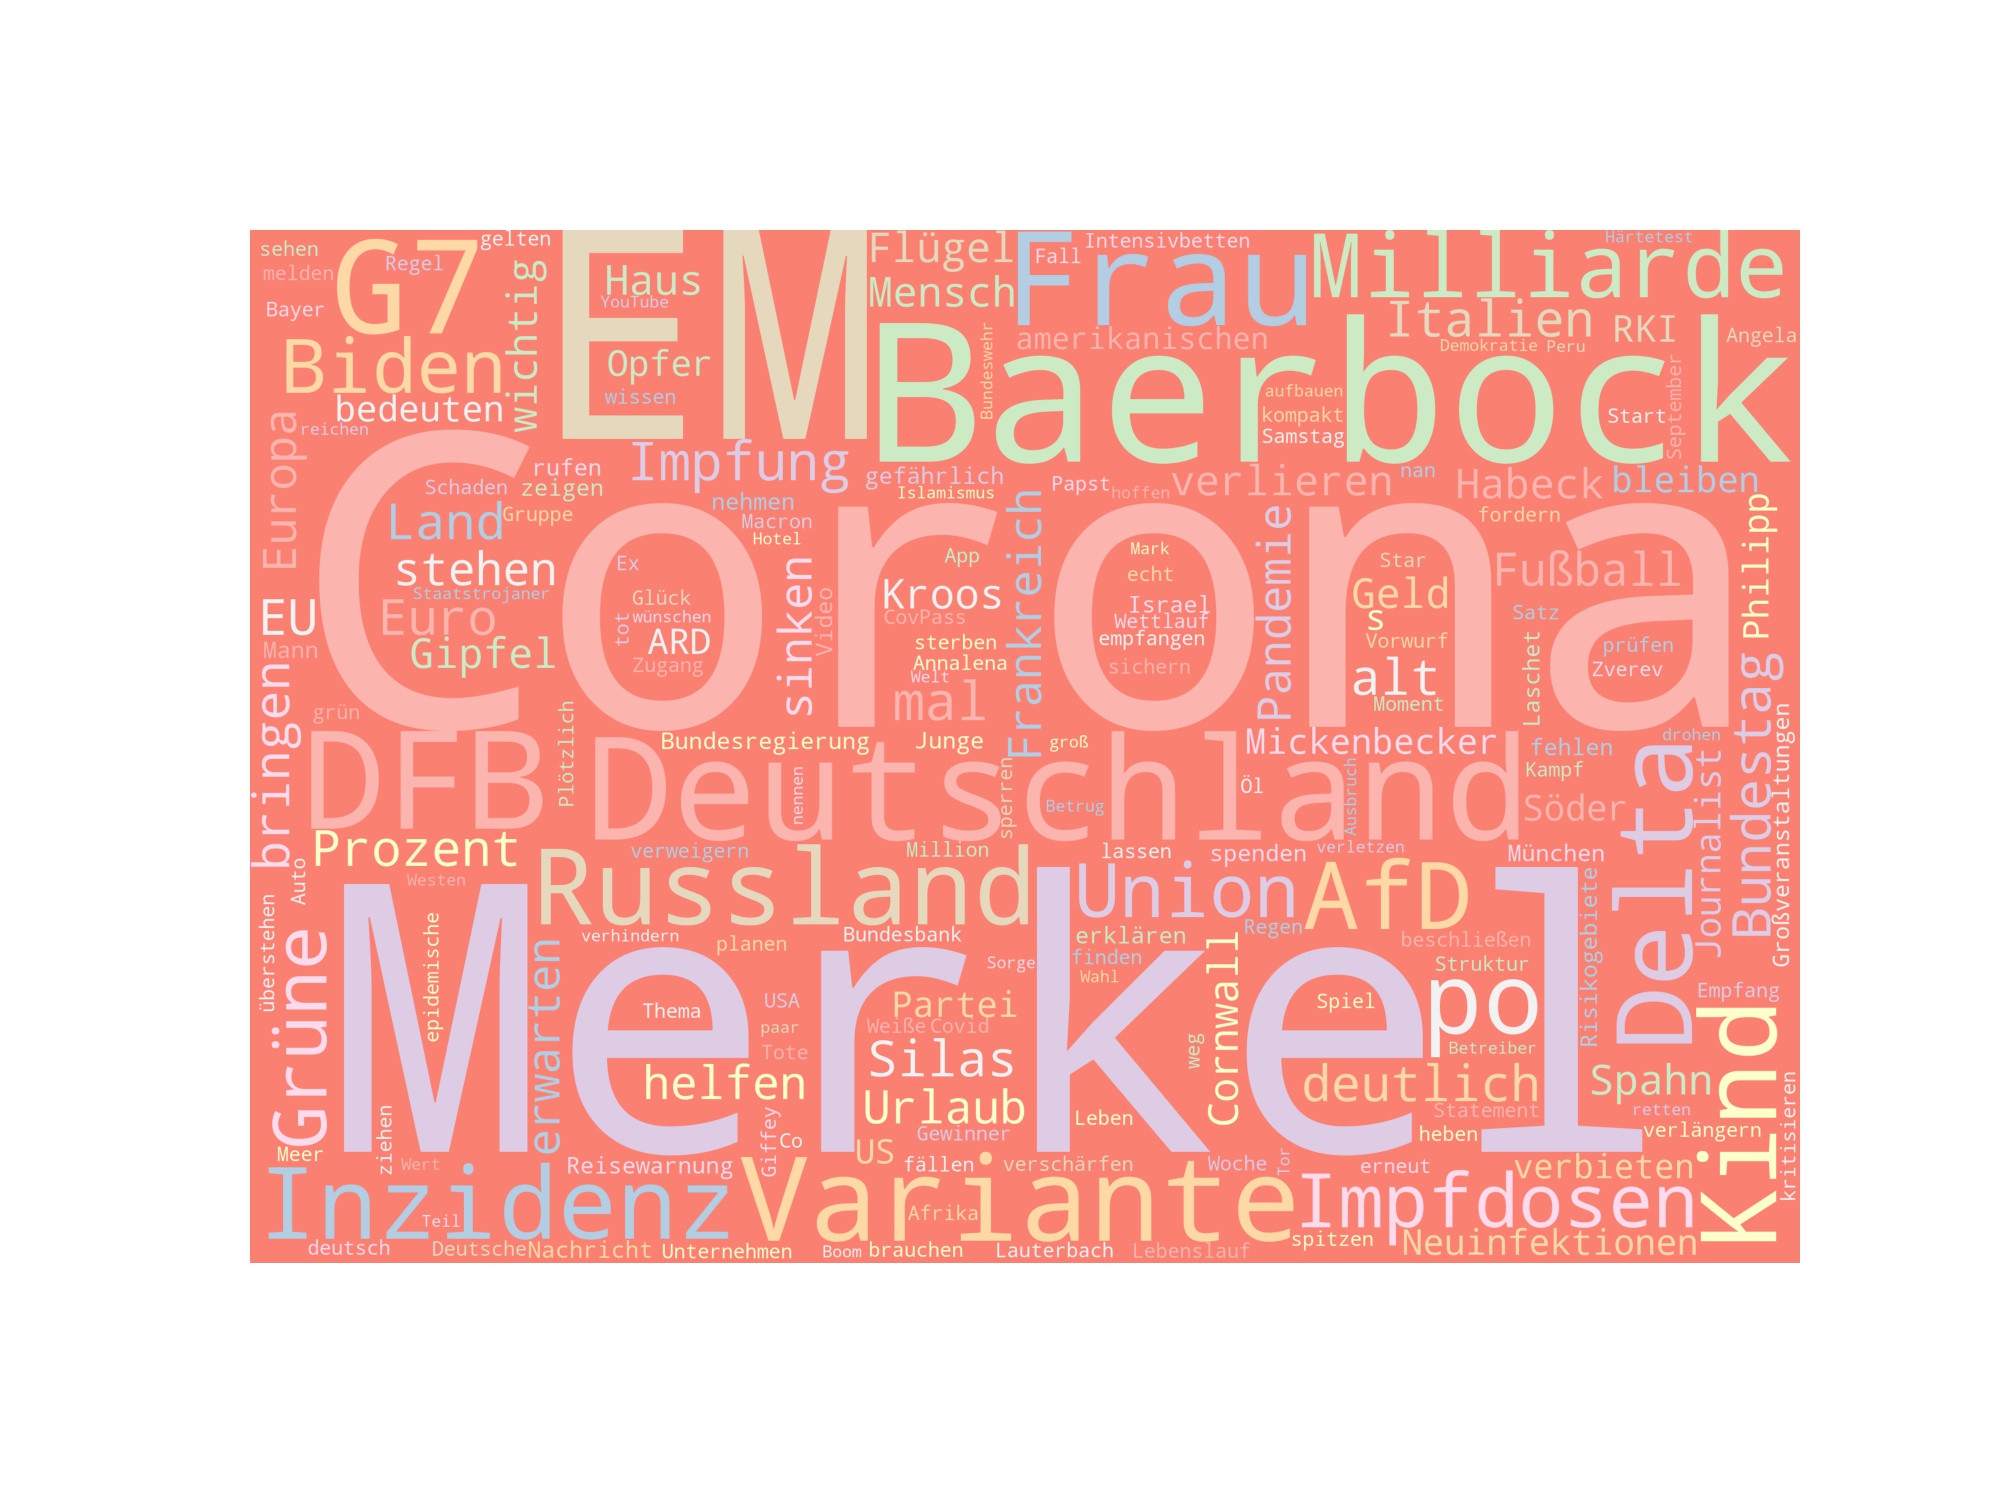 sehen
gelten
G7
Regel
melden
Bayer
wichtig
EM
Haus
YouTube
Flügel
Mensch
Frau
Fall
Intensivbetten
Milliarde
Härtetest
Italien
RKI
Angela
Demokratie
Peru
amerikanischen
Biden
Opfer
wissen
bedeuten
reichen
Europa
Bundeswehr
Baerbock
aufbauen
kompakt
Samstag
Start
September
rufen
Schaden
zeigen
Gruppe
Impfung
gefährlich
Islamismus
nehmen
Macron
Hotel
Papst
hoffen
verlieren
nan
Habeck
bleiben
fordern
Philipp
Land
stehen
Staatstrojaner
Corona
Ex
Glück
wünschen
tot
ARD
Zugang
sinken
Video
App
Kroos
CovPass
sterben
Annalena
Welt
mal
Frankreich
Mark
echt
Israel
Wettlauf
empfangen
sichern
Pandemie
Star
Geld
s
Vorwurf
alt
Moment
Fußball
Satz
Laschet
prüfen
Zverev
EU
Euro
Mann
Gipfel
bringen
grün
DFB
Plötzlich
Deutschland
Bundesregierung
nennen
Junge
groß
sperren
Betrug
Mickenbecker
Öl
Ausbruch
fehlen
Kampf
Söder
drohen
Delta
Journalist
Bundestag
Großveranstaltungen
Prozent
Auto
Westen
Russland
verweigern
Million
lassen
spenden
verletzen
München
Union
AfD
Risikogebiete
überstehen
Grüne
epidemische
Merkel
erwarten
verhindern
planen
Bundesbank
Sorge
erklären
finden
Wahl
Regen
beschließen
Struktur
Cornwall
Spiel
po
Betreiber
Empfang
Kind
Thema
USA
paar
Tote
Partei
Weiße
Covid
Silas
weg
helfen
Urlaub
Leben
deutlich
Statement
heben
Spahn
retten
verlängern
kritisieren
Meer
ziehen
Wert
Giffey
Co
US
Gewinner
Reisewarnung
fällen
verschärfen
Woche
Tor
erneut
verbieten
Inzidenz
Teil
Variante
Afrika
Impfdosen
deutsch
Deutsche
Nachricht
Unternehmen
Boom
brauchen
Lauterbach
Lebenslauf
spitzen
Neuinfektionen